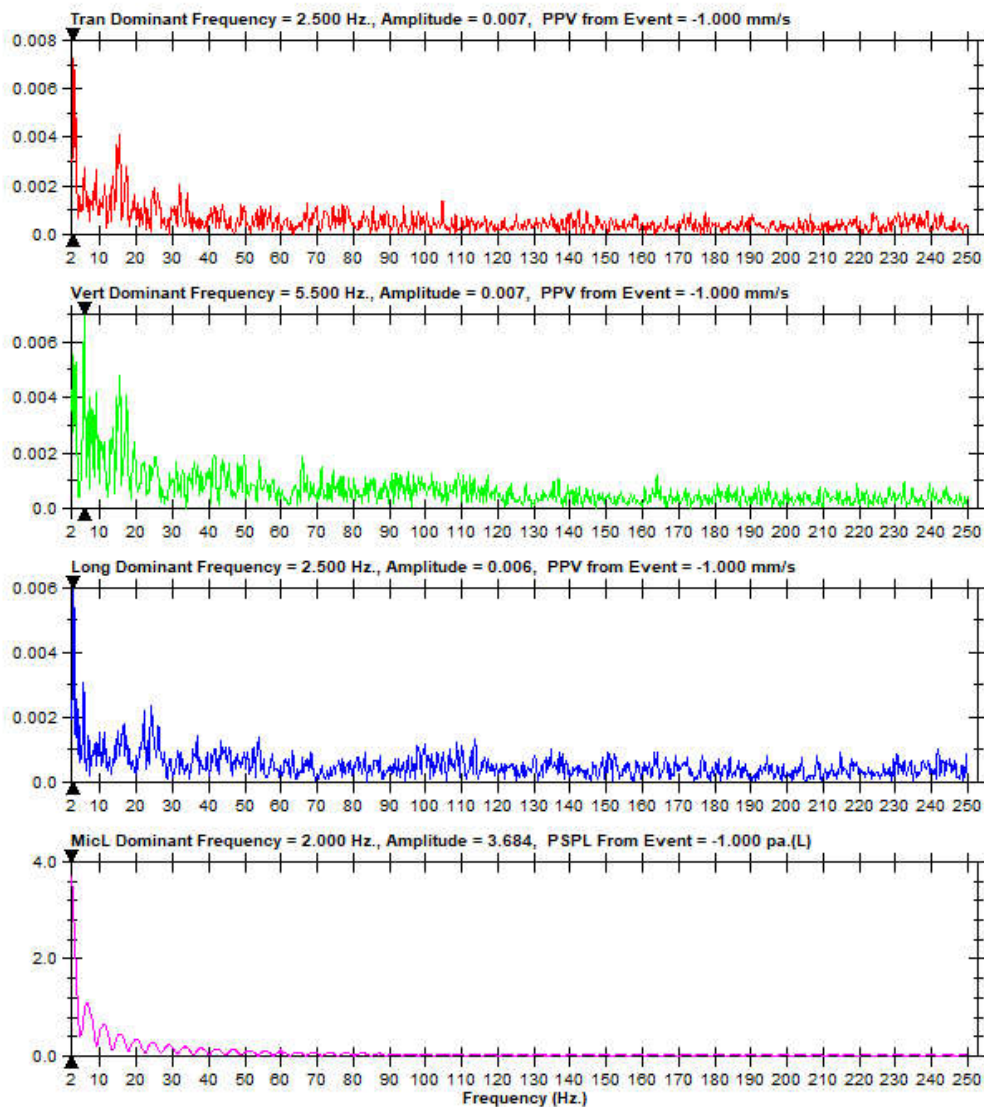 Tran Dominant Frequency = 2.500 Hz., Amplitude = 0.007, PPV from Event = -1.000 mm/s
0.008
0.006
0.004
0.002
0.0
2 10 20 30 40 50 60 70 80 90 100 110 120 130 140 150 160 170 180 190 200 210 220 230 240 250
Vert Dominant Frequency = 5.500 Hz., Amplitude = 0.007, PPV from Event = -1.000 mm/s
0.006
0.004
0.002
0.0
2 10 20 30 40 50 60 70 80 90 100 110 120 130 140 150 160 170 180 190 200 210 220 230 240 250
Long Dominant Frequency = 2.500 Hz., Amplitude = 0.006, PPV from Event = -1.000 mm/s
0.006
0.004
0.002
0.0
2 10 20 30 40 50 60 70 80 90 100 110 120 130 140 150 160 170 180 190 200 210 220 230 240 250
MicL Dominant Frequency = 2.000 Hz., Amplitude = 3.684, PSPL From Event = -1.000 pa.(L)
4.0
2.0
0.0
2 10 20 30 40 50 60 70 80 90 100 110 120 130 140 150 160 170 180 190 200 210 220 230 240 250
Frequency (Hz.)